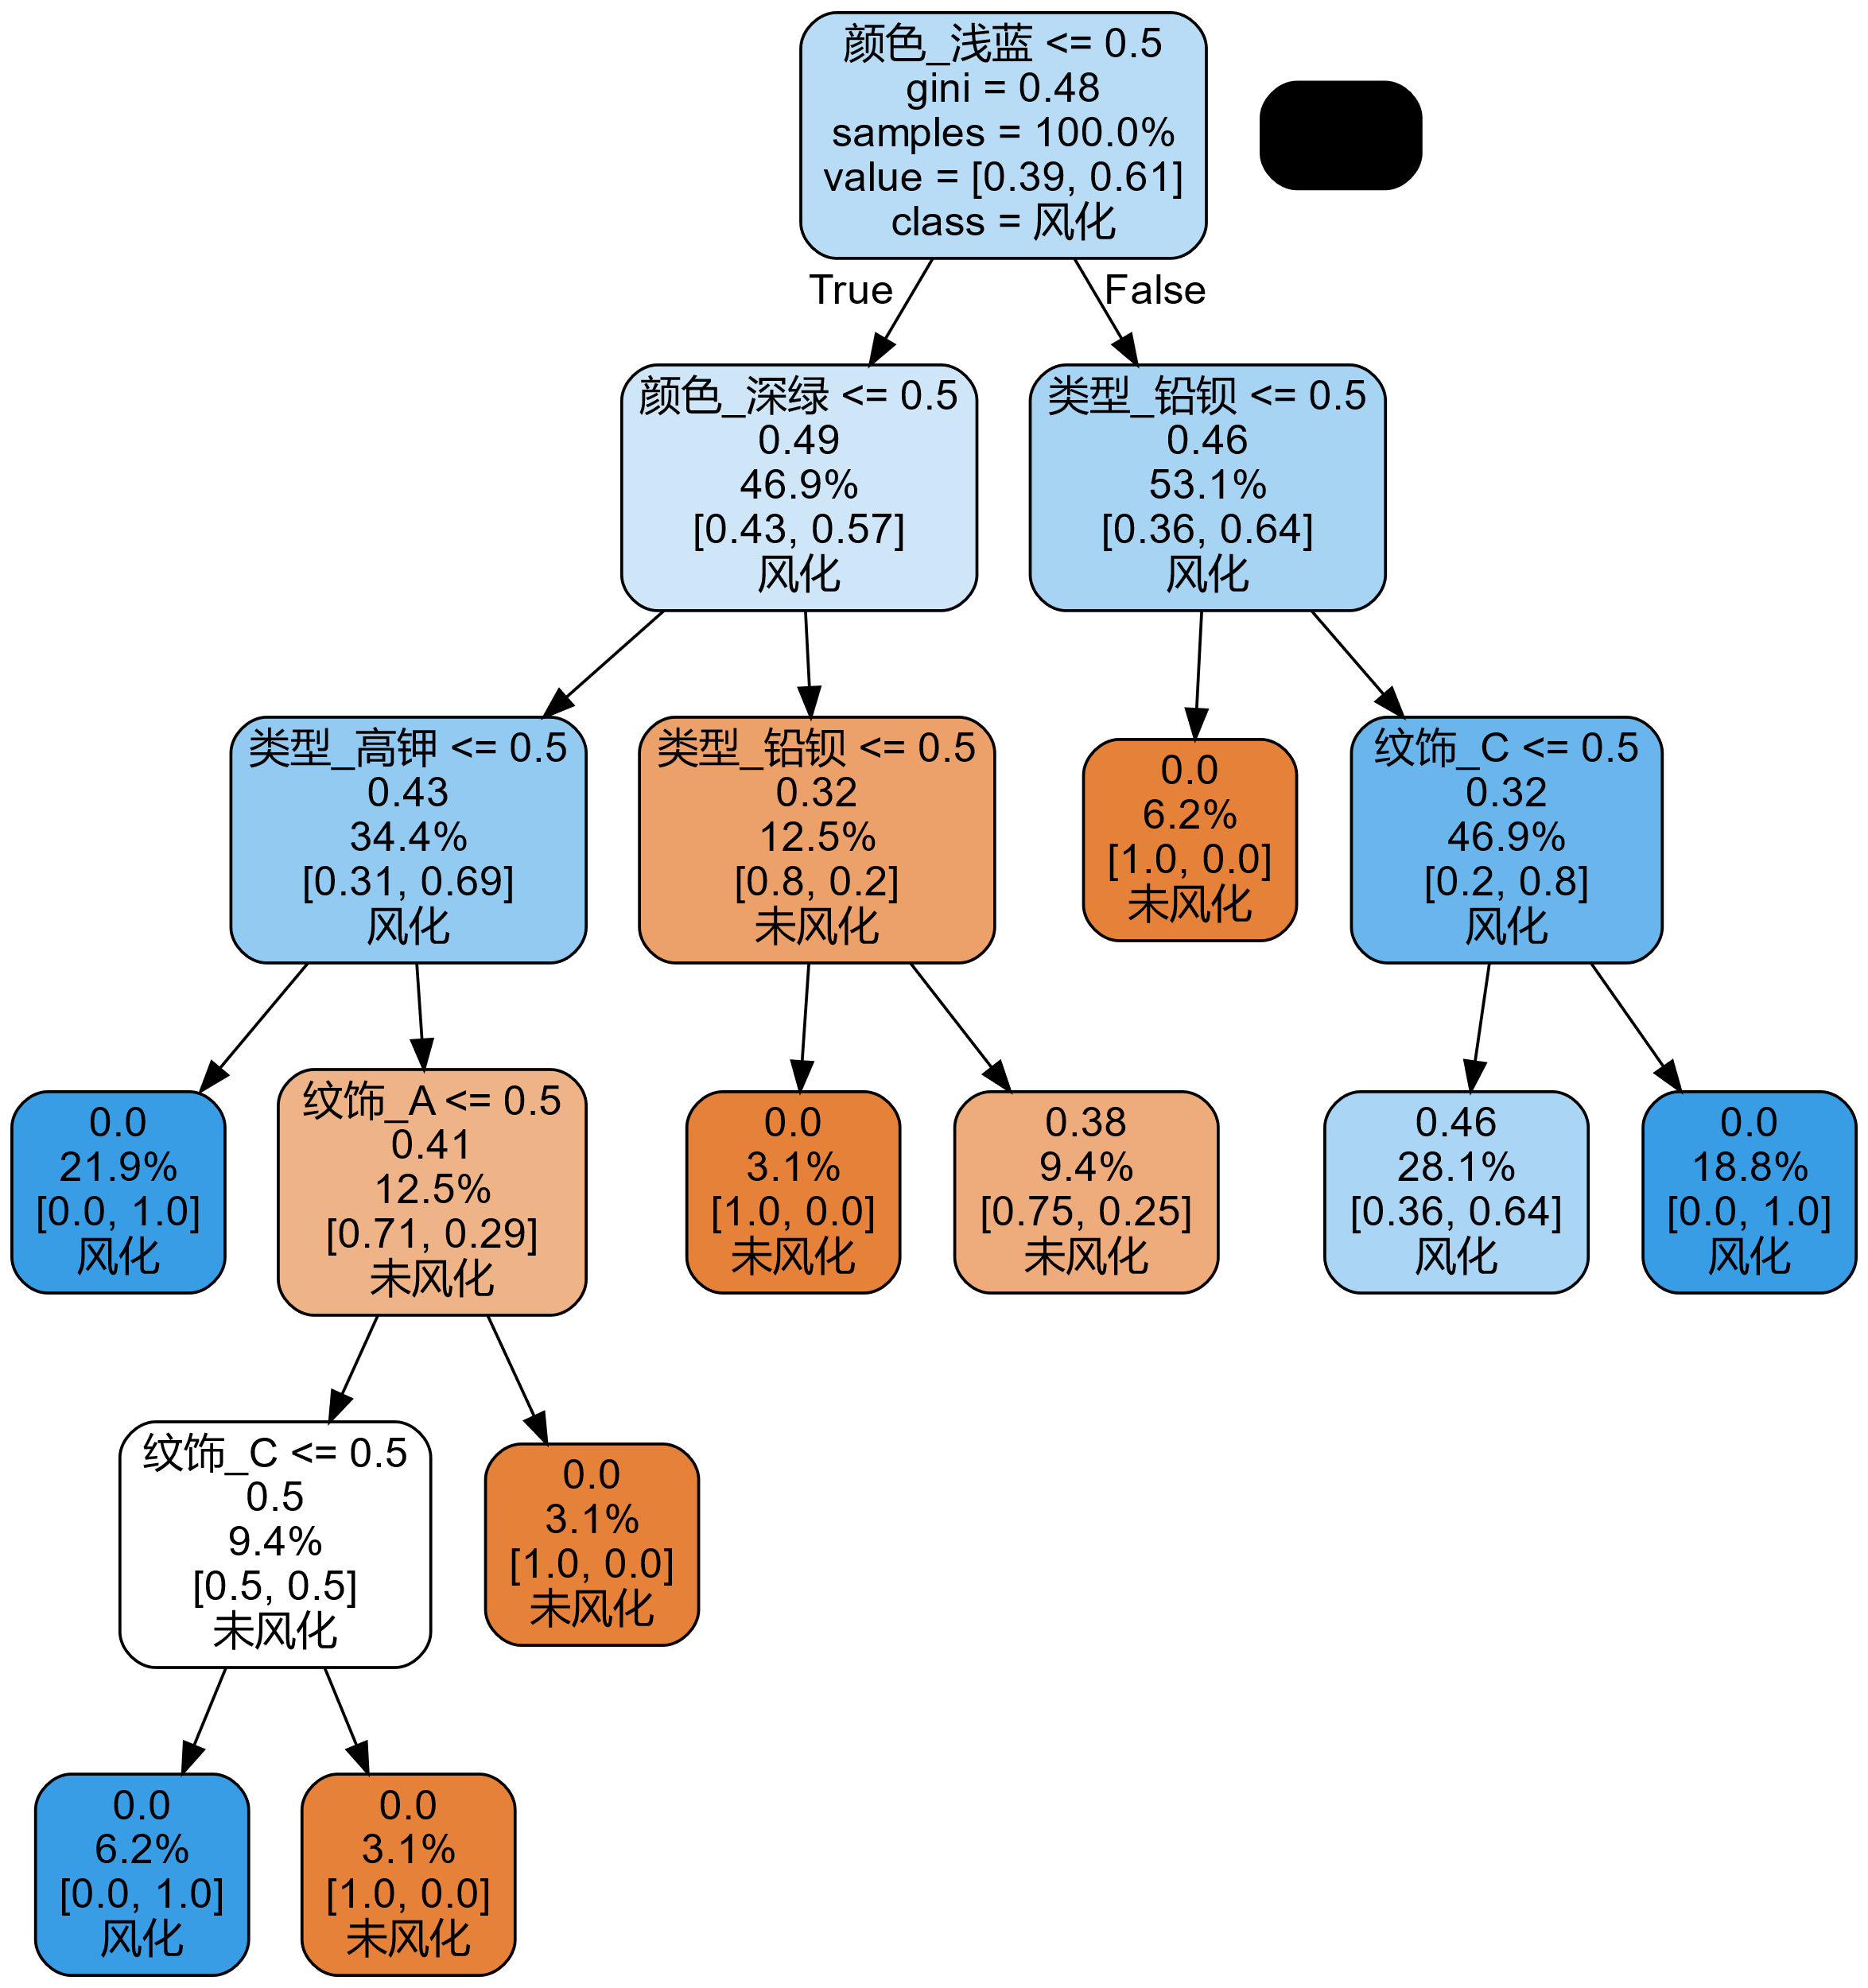 颜色_浅蓝 <= 0.5
gini = 0.48
samples = 100.0%
value = [0.39, 0.61]
class = 风化
True
False
颜色_深绿 <= 0.5
0.49
46.9%
[0.43, 0.57]
风化
类型_铅钡 <= 0.5
0.46
53.1%
[0.36, 0.64]
风化
类型_高钾 <= 0.5
0.43
34.4%
[0.31, 0.69]
风化
类型_铅钡 <= 0.5
0.32
12.5%
[0.8, 0.2]
未风化
0.0
6.2%
[1.0, 0.0]
未风化
纹饰_C <= 0.5
0.32
46.9%
[0.2, 0.8]
风化
0.0
21.9%
[0.0, 1.0]
风化
纹饰_A <= 0.5
0.41
12.5%
[0.71, 0.29]
未风化
0.0
3.1%
[1.0, 0.0]
未风化
0.38
9.4%
[0.75, 0.25]
未风化
0.46
28.1%
[0.36, 0.64]
风化
0.0
18.8%
[0.0, 1.0]
风化
纹饰_C <= 0.5
0.5
9.4%
[0.5, 0.5]
未风化
0.0
3.1%
[1.0, 0.0]
未风化
0.0
6.2%
[0.0, 1.0]
风化
0.0
3.1%
[1.0, 0.0]
未风化